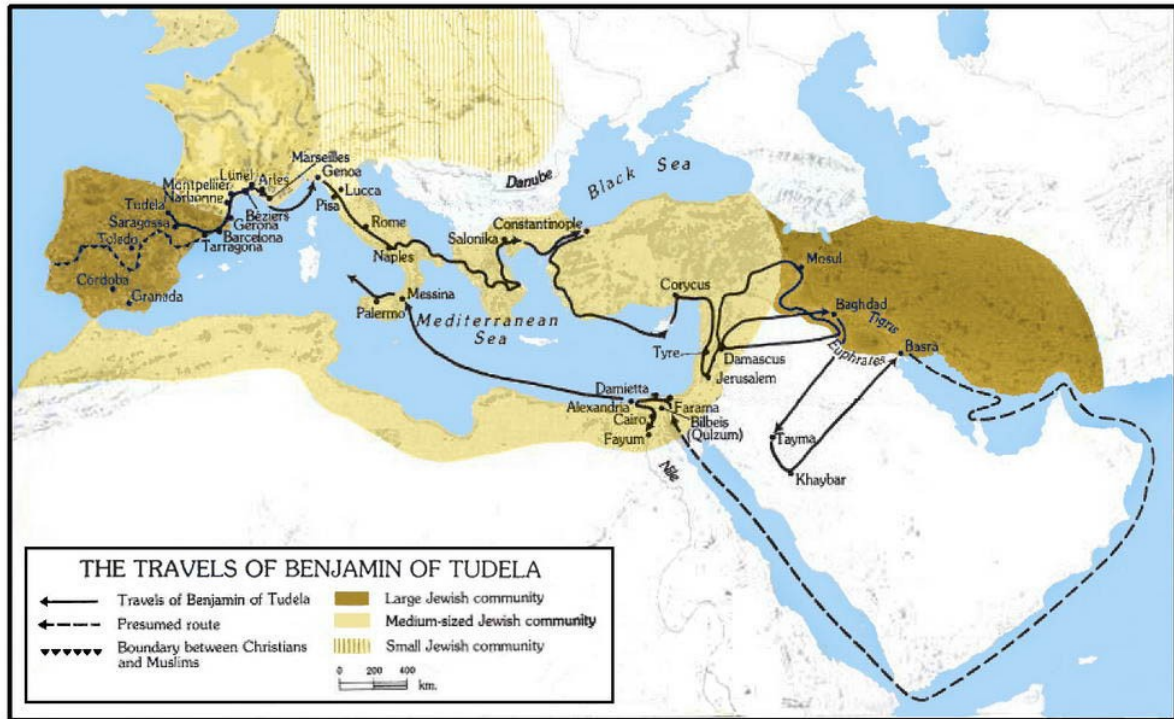 Black Sea
Danube
Marseilles
Genoa
Lunel
Arles
Montpellier
Narbonne
Lucca
Tudela
Béziers
Pisa
Saragossa
Gerona
Rome
Constantinople
Toledo
Barcelona
Salonika
Tarragona
Naples
Mosul
Córdoba
Corycus
Granada
Messina
Baghdad
Palermo
Mediterranean
Sea
Tigris
Tyre
Damascus
Euphrates
Basra
Jerusalem
Damietta
Alexandria
Farama
Cairo
Bilbeis
(Qulzum)
Fayum
Tayma
Nile
Khaybar
THE TRAVELS OF BENJAMIN OF TUDELA
Travels of Benjamin of Tudela
Presumed route
Boundary between Christians
and Muslims
Large Jewish community
Medium-sized Jewish community
Small Jewish community
0 200 400
km.